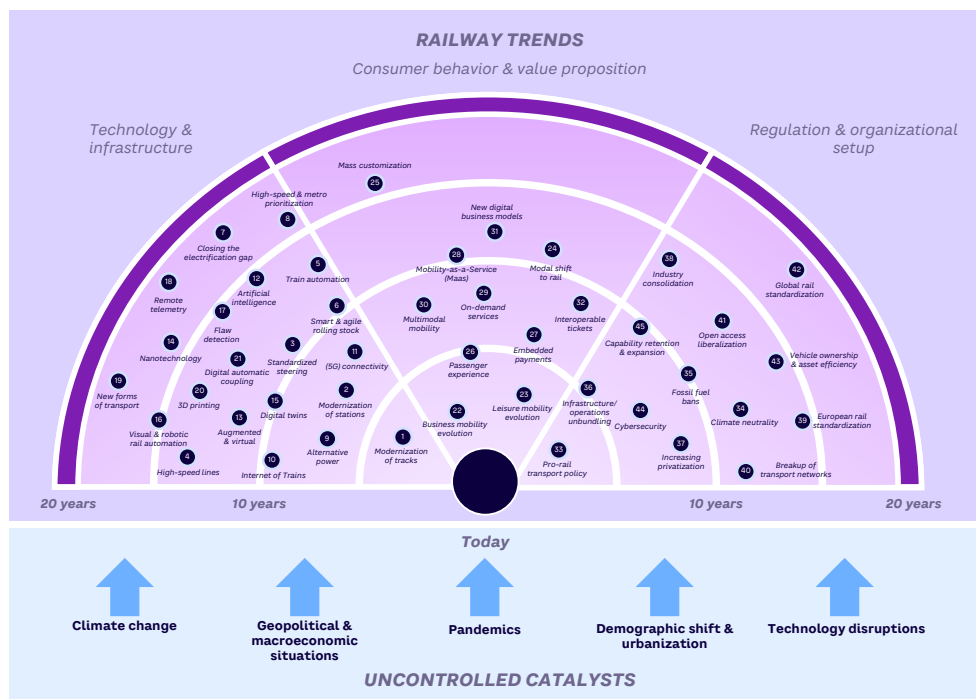 RAILWAY TRENDS
Consumer behavior & value proposition
Technology &
infrastructure
Regulation & organizational
setup
Mass customization
25
High-speed & metro
prioritization
8
7
Closing the
electrification gap
18
Remote
telemetry
12
Artificial
intelligence
5
Train automation
17
Flaw
detection
6
Smart & agile
rolling stock
14
Nanotechnology
3
Standardized
steering
21
Digital automatic
coupling
11
(5G) connectivity
19
New forms
of transport
20
3D printing
2
Modernization
of stations
15
Digital twins
16
Visual & robotic
rail automation
13
Augmented
& virtual
9
Alternative
power
1
Modernization
of tracks
4
High-speed lines
10
Internet of Trains
New digital
business models
31
28
Mobility-as-a-Service
(Maas)
24
Modal shift
to rail
29
On-demand
services
30
Multimodal
mobility
32
Interoperable
tickets
27
Embedded
payments
26
Passenger
experience
23
Leisure mobility
evolution
22
Business mobility
evolution
38
Industry
consolidation
42
Global rail
standardization
45
Capability retention
& expansion
41
Open access
liberalization
43
Vehicle ownership
& asset efficiency
35
Fossil fuel
bans
36
Infrastructure/
operations
unbundling
44
Cybersecurity
34
Climate neutrality
39
European rail
standardization
37
Increasing
privatization
33
Pro-rail
transport policy
40
Breakup of
transport networks
20 years
10 years
10 years
20 years
Today
Climate change
Geopolitical &
macroeconomic
situations
Pandemics
Demographic shift &
urbanization
Technology disruptions
UNCONTROLLED CATALYSTS